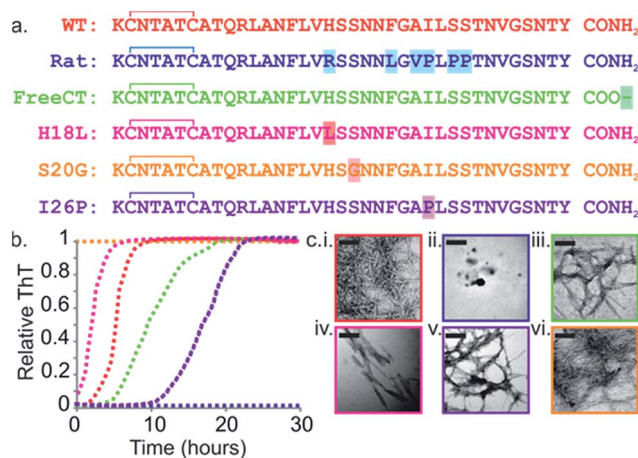 a.
WT: KCNTATCATQRLANFLVHSSNNFGAILSSTNVGSNTY CONH₂
Rat: KCNTATCATQRLANFLVRSSNNLGVPLPPTNVGSNTY CONH₂
FreeCT: KCNTATCATQRLANFLVHSSNNFGAILSSTNVGSNTY COO-
H18L: KCNTATCATQRLANFLVLSSNNFGAILSSTNVGSNTY CONH₂
S20G: KCNTATCATQRLANFLVHSGNNFGAILSSTNVGSNTY CONH₂
I26P: KCNTATCATQRLANFLVHSSNNFGAPLSSTNVGSNTY CONH₂
b.
Relative ThT
1
0.8
0.6
0.4
0.2
0
0 10 20 30
Time (hours)
c.i. ii. iii.
iv. v. vi.